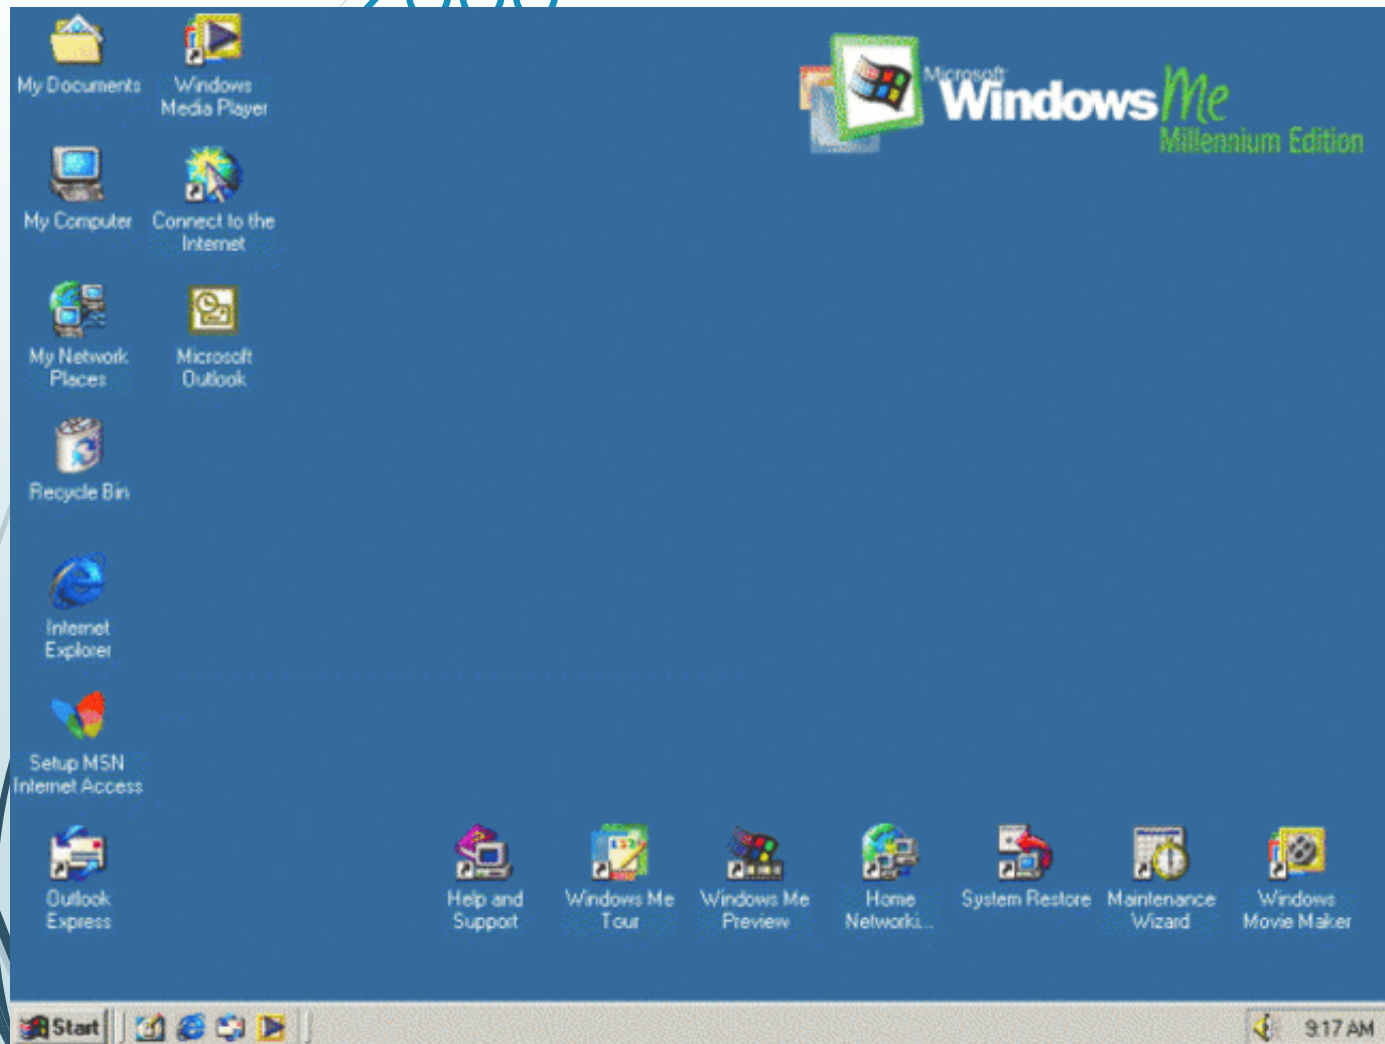 2000
My Documents
Windows
Media Player
Microsoft
Windows Me
Millennium Edition
My Computer
Connect to the
Internet
My Network
Places
Microsoft
Outlook
Recycle Bin
Internet
Explorer
Setup MSN
Internet Access
Outlook
Express
Help and
Support
Windows Me
Tour
Windows Me
Preview
Home
Networki...
System Restore
Maintenance
Wizard
Windows
Movie Maker
Start
9:17 AM